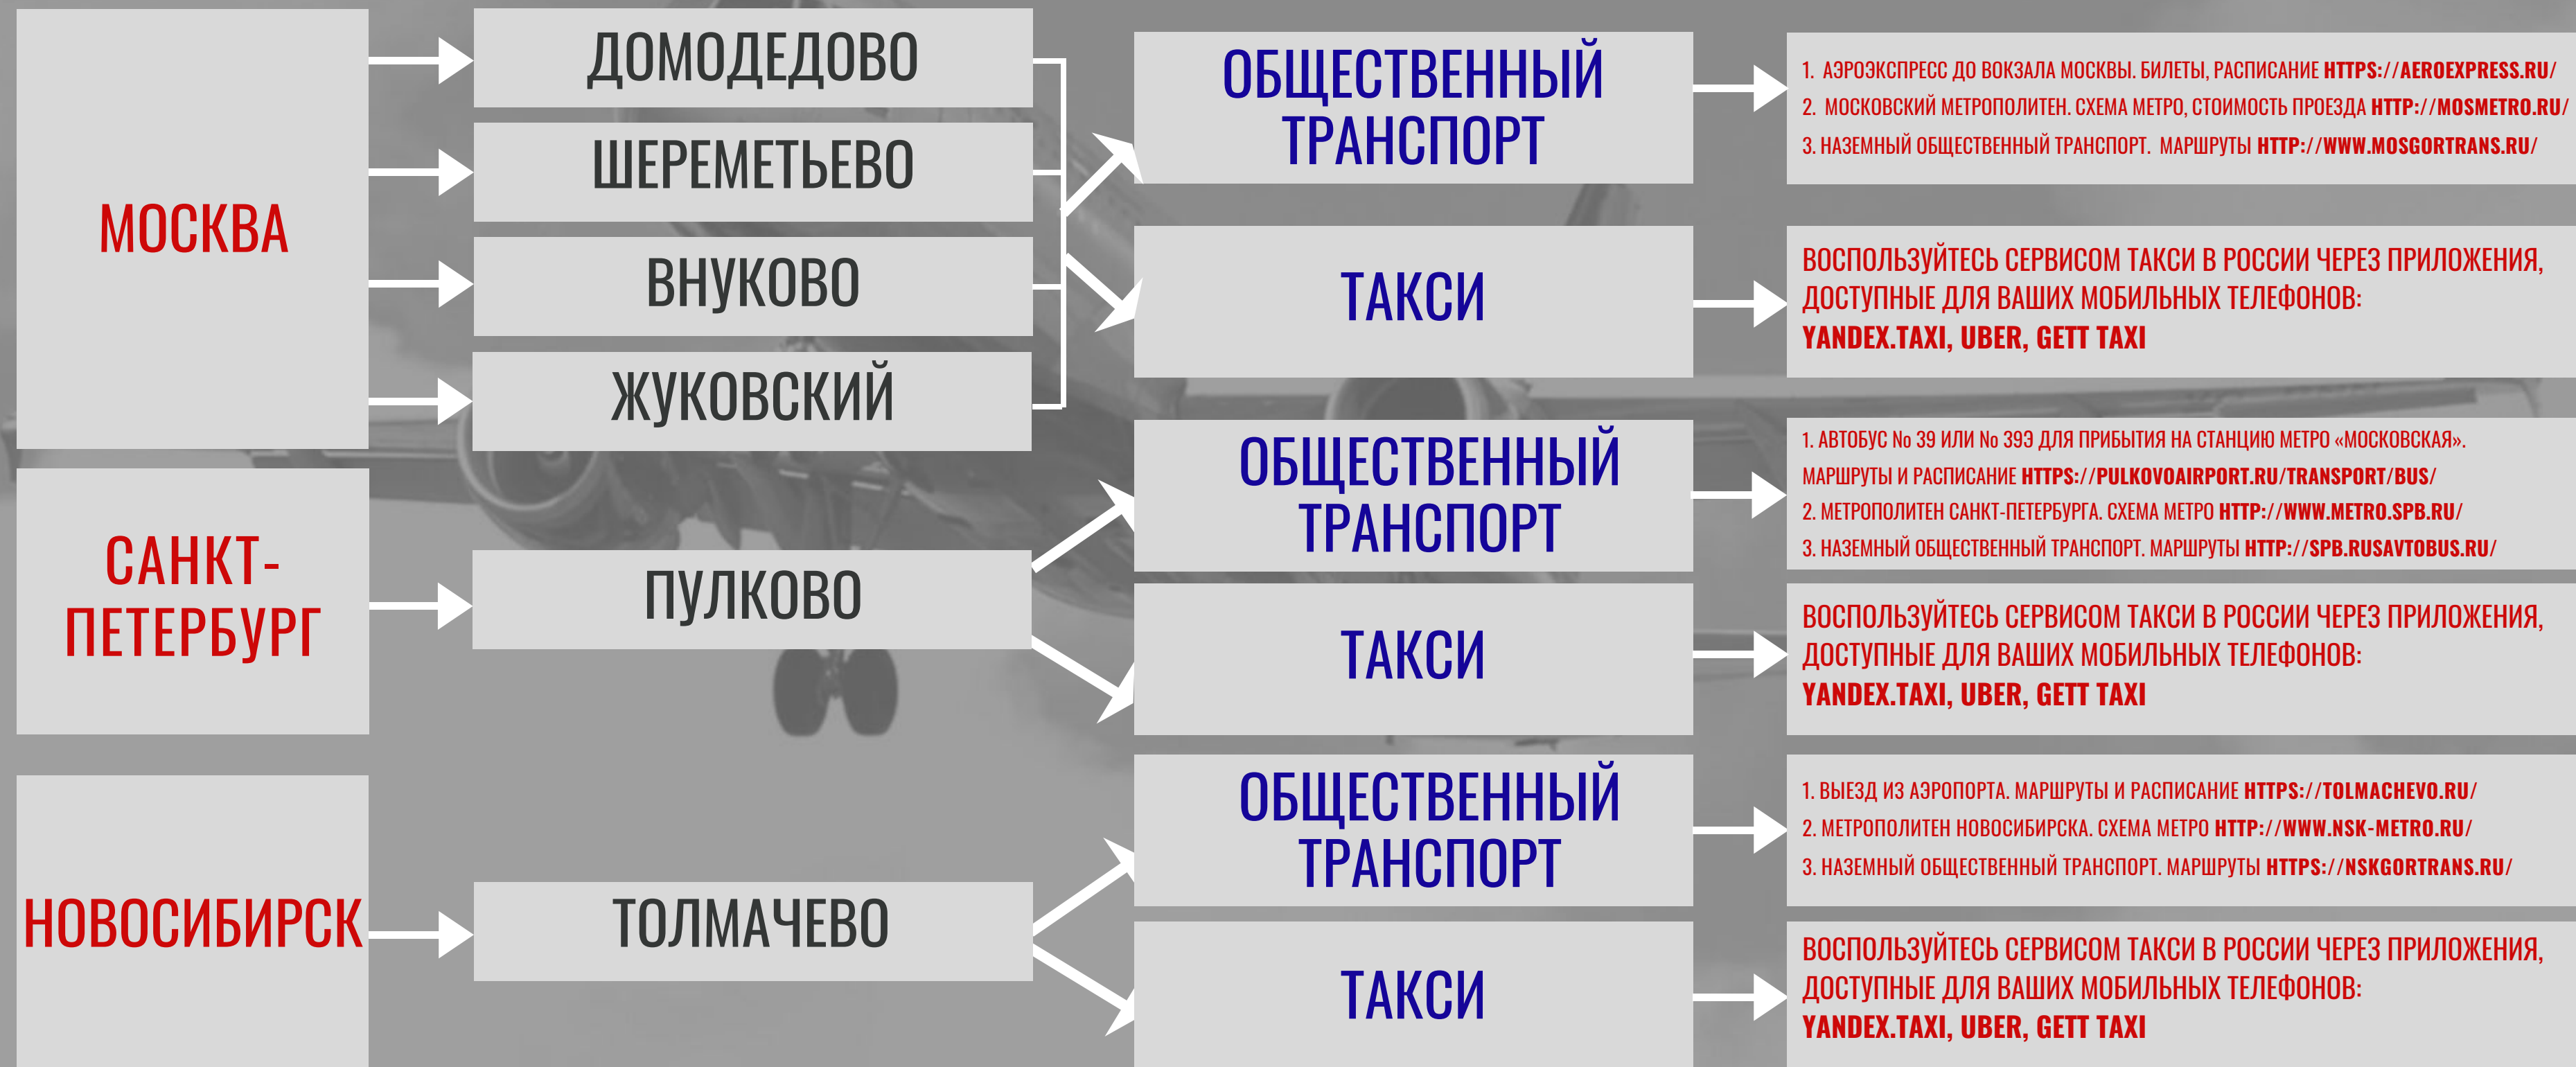 МОСКВА
ДОМОДЕДОВО
ШЕРЕМЕТЬЕВО
ВНУКОВО
ЖУКОВСКИЙ
ОБЩЕСТВЕННЫЙ
ТРАНСПОРТ
1. АЭРОЭКСПРЕСС ДО ВОКЗАЛА МОСКВЫ. БИЛЕТЫ, РАСПИСАНИЕ HTTPS://AEROEXPRESS.RU/
2. МОСКОВСКИЙ МЕТРОПОЛИТЕН. СХЕМА МЕТРО, СТОИМОСТЬ ПРОЕЗДА HTTP://MOSMETRO.RU/
3. НАЗЕМНЫЙ ОБЩЕСТВЕННЫЙ ТРАНСПОРТ. МАРШРУТЫ HTTP://WWW.MOSGORTRANS.RU/
ТАКСИ
ВОСПОЛЬЗУЙТЕСЬ СЕРВИСОМ ТАКСИ В РОССИИ ЧЕРЕЗ ПРИЛОЖЕНИЯ,
ДОСТУПНЫЕ ДЛЯ ВАШИХ МОБИЛЬНЫХ ТЕЛЕФОНОВ:
YANDEX.TAXI, UBER, GETT TAXI
САНКТ-
ПЕТЕРБУРГ
ПУЛКОВО
ОБЩЕСТВЕННЫЙ
ТРАНСПОРТ
1. АВТОБУС No 39 ИЛИ No 39Э ДЛЯ ПРИБЫТИЯ НА СТАНЦИЮ МЕТРО «МОСКОВСКАЯ».
МАРШРУТЫ И РАСПИСАНИЕ HTTPS://PULKOVOAIRPORT.RU/TRANSPORT/BUS/
2. МЕТРОПОЛИТЕН САНКТ-ПЕТЕРБУРГА. СХЕМА МЕТРО HTTP://WWW.METRO.SPB.RU/
3. НАЗЕМНЫЙ ОБЩЕСТВЕННЫЙ ТРАНСПОРТ. МАРШРУТЫ HTTP://SPB.RUSAVTOBUS.RU/
ТАКСИ
ВОСПОЛЬЗУЙТЕСЬ СЕРВИСОМ ТАКСИ В РОССИИ ЧЕРЕЗ ПРИЛОЖЕНИЯ,
ДОСТУПНЫЕ ДЛЯ ВАШИХ МОБИЛЬНЫХ ТЕЛЕФОНОВ:
YANDEX.TAXI, UBER, GETT TAXI
НОВОСИБИРСК
ТОЛМАЧЕВО
ОБЩЕСТВЕННЫЙ
ТРАНСПОРТ
1. ВЫЕЗД ИЗ АЭРОПОРТА. МАРШРУТЫ И РАСПИСАНИЕ HTTPS://TOLMACHEVO.RU/
2. МЕТРОПОЛИТЕН НОВОСИБИРСКА. СХЕМА МЕТРО HTTP://WWW.NSK-METRO.RU/
3. НАЗЕМНЫЙ ОБЩЕСТВЕННЫЙ ТРАНСПОРТ. МАРШРУТЫ HTTPS://NSKGORTRANS.RU/
ТАКСИ
ВОСПОЛЬЗУЙТЕСЬ СЕРВИСОМ ТАКСИ В РОССИИ ЧЕРЕЗ ПРИЛОЖЕНИЯ,
ДОСТУПНЫЕ ДЛЯ ВАШИХ МОБИЛЬНЫХ ТЕЛЕФОНОВ:
YANDEX.TAXI, UBER, GETT TAXI